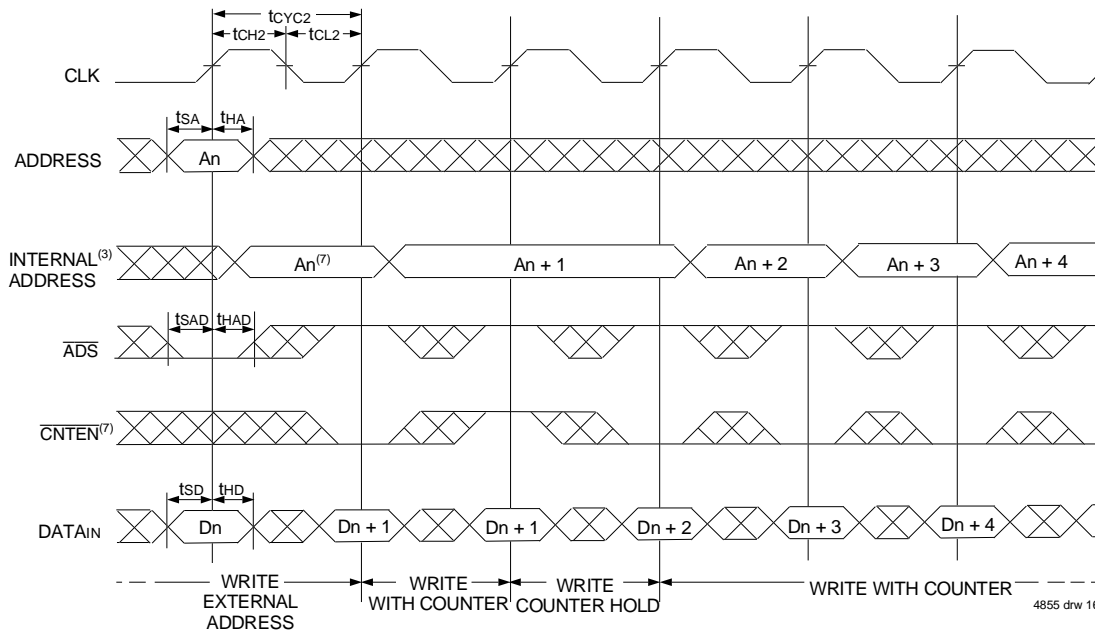 tCYC2
tCH2 tCL2
CLK
tSA tHA
ADDRESS An
INTERNAL(3) ADDRESS An(7) An + 1 An + 2 An + 3 An + 4
tSAD tHAD
ADS
CNTEN(7)
tSD tHD
DATAIN Dn Dn + 1 Dn + 1 Dn + 2 Dn + 3 Dn + 4
WRITE EXTERNAL ADDRESS
WRITE WITH COUNTER
WRITE COUNTER HOLD
WRITE WITH COUNTER
4855 drw 16